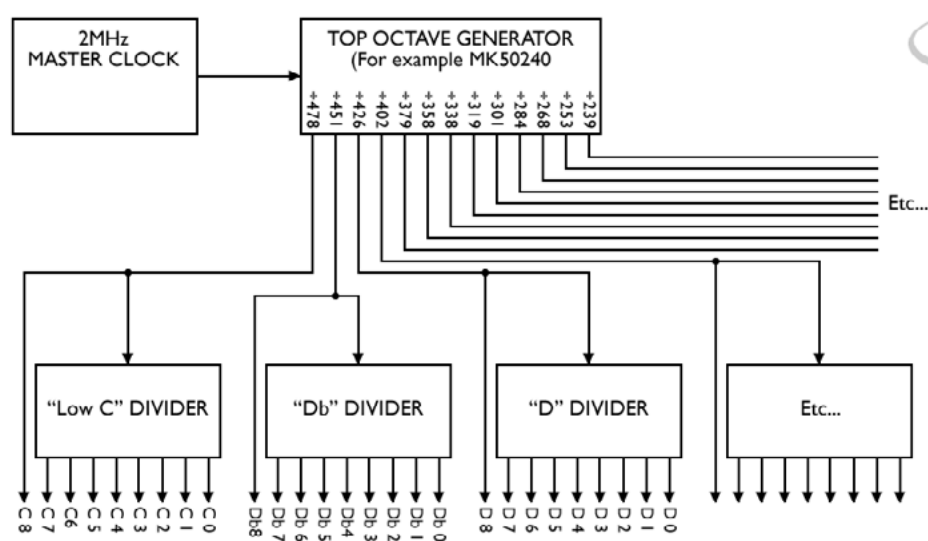 2MHz
MASTER CLOCK
TOP OCTAVE GENERATOR
(For example MK50240
÷478
÷451
÷426
÷402
÷379
÷358
÷338
÷319
÷301
÷284
÷268
÷253
÷239
Etc...
“Low C” DIVIDER
“Db” DIVIDER
“D” DIVIDER
Etc...
C 8
C 7
C 6
C 5
C 4
C 3
C 2
C 1
C 0
Db8
Db 7
Db 6
Db 5
Db4
Db 3
Db 2
Db 1
Db 0
D 8
D 7
D 6
D 5
D 4
D 3
D 2
D 1
D 0